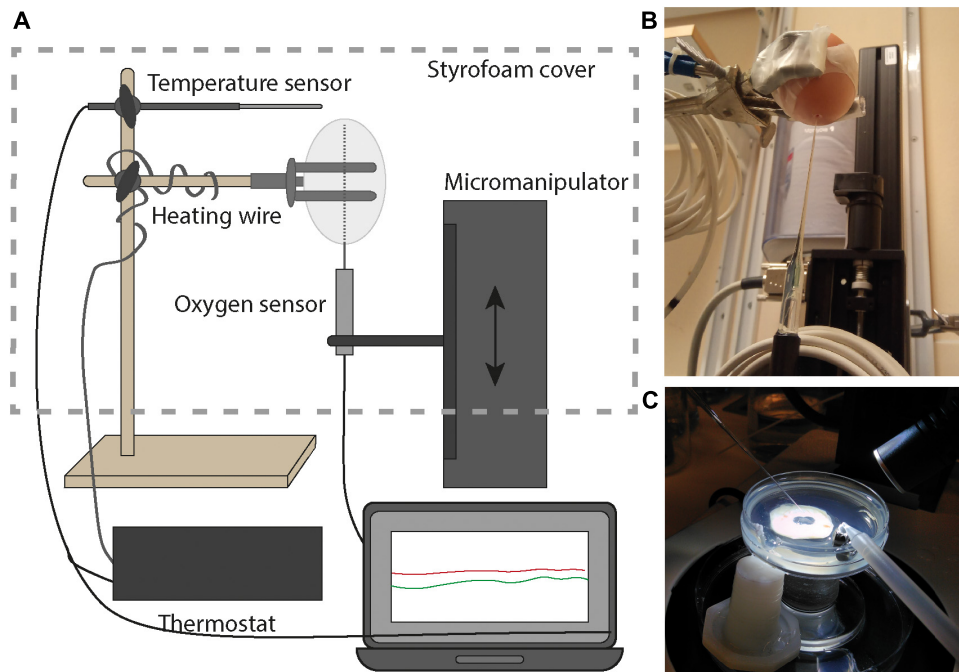 A
Temperature sensor
Styrofoam cover
Heating wire
Micromanipulator
Oxygen sensor
Thermostat
B
C